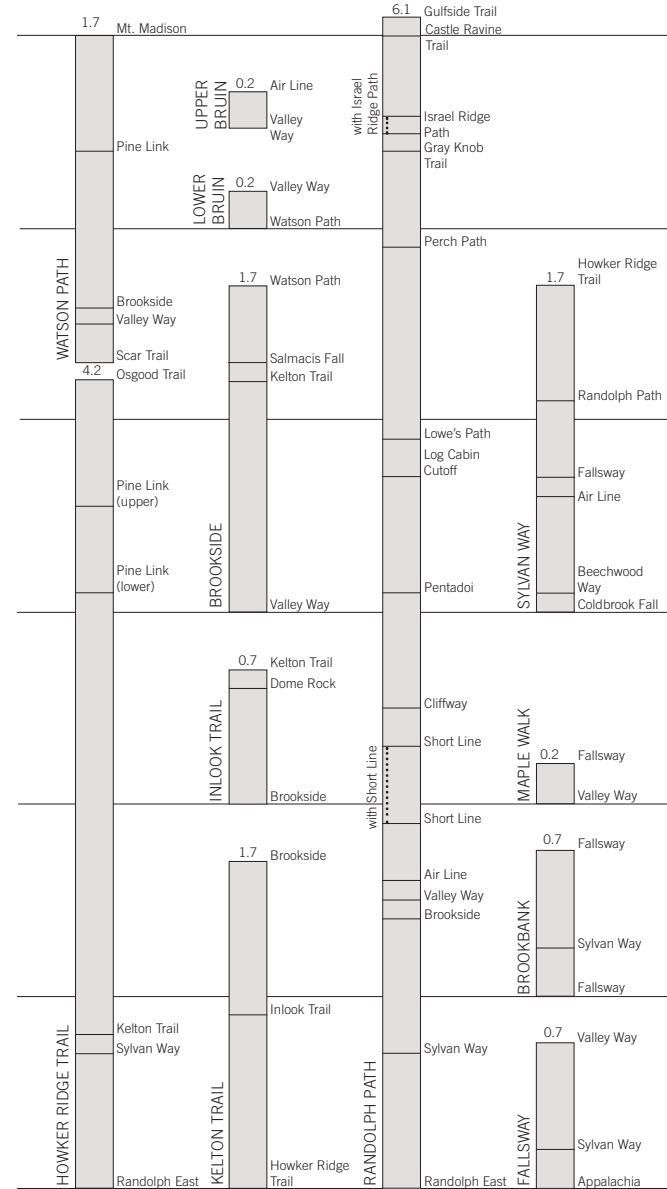 1.7
Mt. Madison
Pine Link
Brookside
Valley Way
Scar Trail
WATSON PATH
4.2
Osgood Trail
Pine Link
(upper)
Pine Link
(lower)
Kelton Trail
Sylvan Way
Randolph East
HOWKER RIDGE TRAIL
UPPER
BRUIN
0.2
Air Line
Valley
Way
LOWER
BRUIN
0.2
Valley Way
Watson Path
1.7
Watson Path
Salmacis Fall
Kelton Trail
Valley Way
BROOKSIDE
0.7
Kelton Trail
Dome Rock
Brookside
INLOOK TRAIL
1.7
Brookside
Inlook Trail
Howker Ridge
Trail
KELTON TRAIL
6.1
Gulfside Trail
Castle Ravine
Trail
with Israel
Ridge Path
Israel Ridge
Path
Gray Knob
Trail
Perch Path
Lowe's Path
Log Cabin
Cutoff
Pentadoi
Cliffway
Short Line
with Short Line
Short Line
Air Line
Valley Way
Brookside
Sylvan Way
Randolph East
RANDOLPH PATH
Howker Ridge
Trail
1.7
Randolph Path
Fallsway
Air Line
Beechwood
Way
Coldbrook Fall
SYLVAN WAY
0.2
Fallsway
Valley Way
MAPLE WALK
0.7
Fallsway
Sylvan Way
Fallsway
BROOKBANK
0.7
Valley Way
Sylvan Way
Appalachia
FALLSWAY